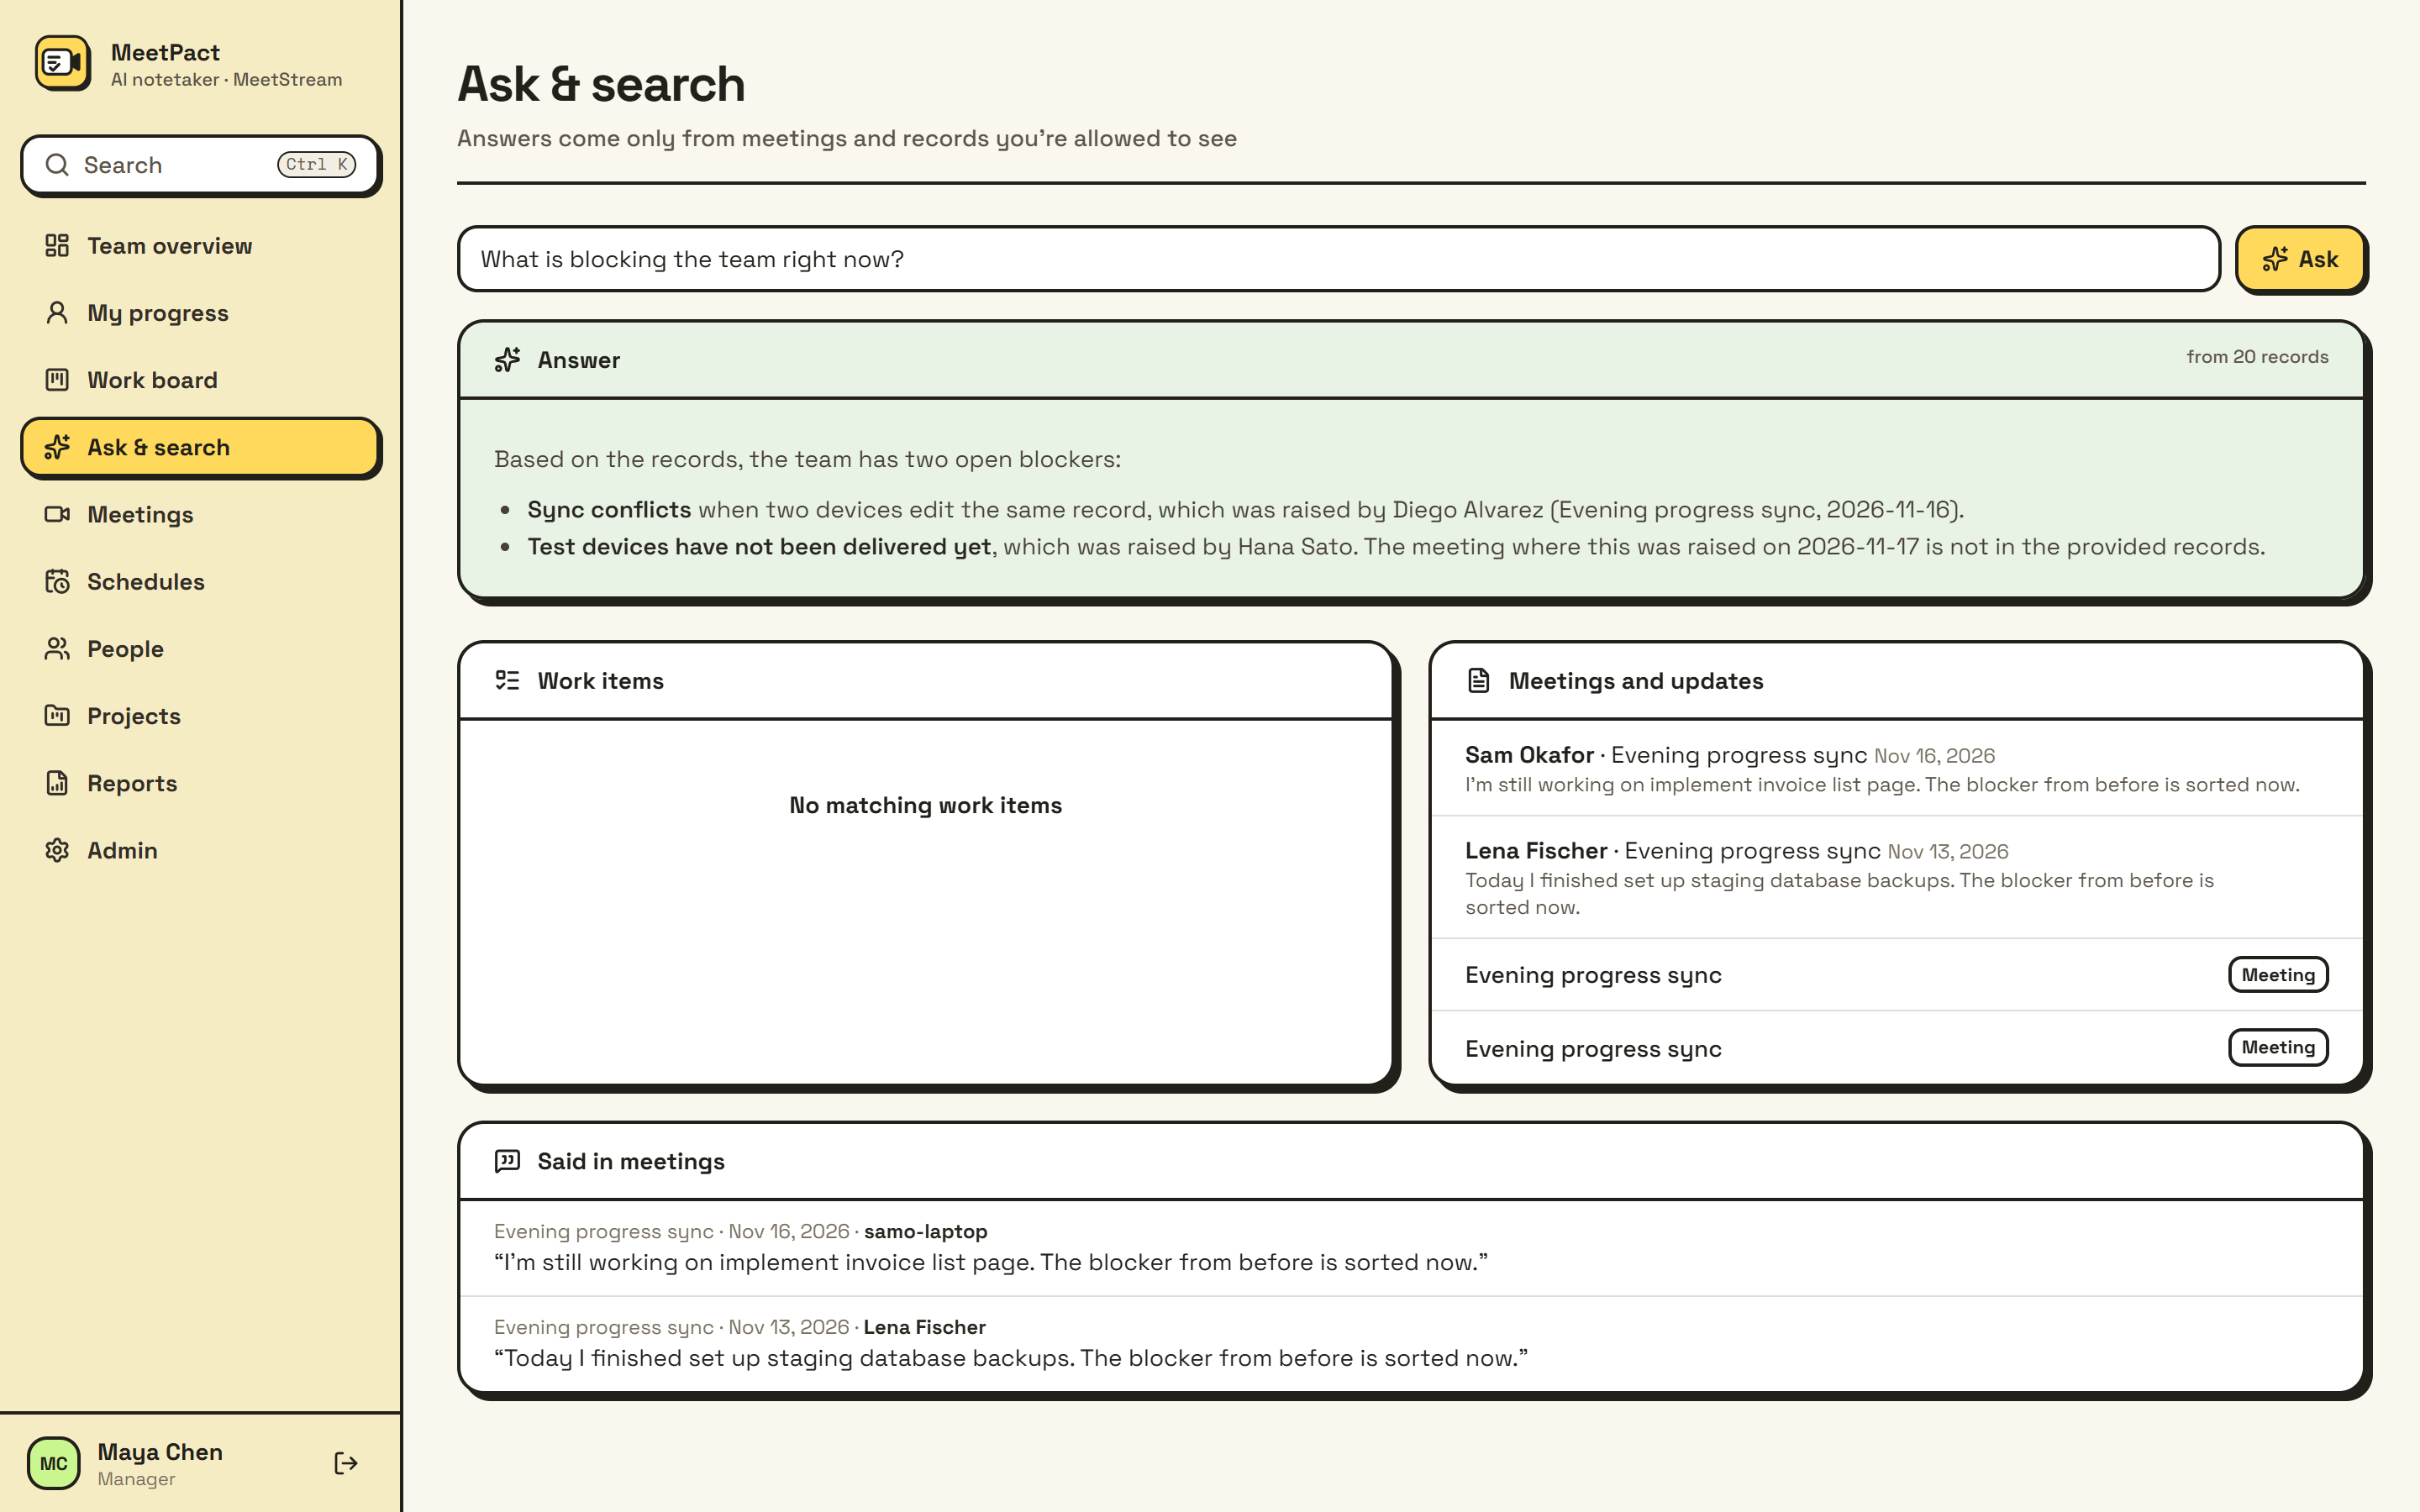 MeetPact
AI notetaker · MeetStream
Search
Ctrl K
Team overview
My progress
Work board
Ask & search
Meetings
Schedules
People
Projects
Reports
Admin
MC
Maya Chen
Manager
Ask & search
Answers come only from meetings and records you’re allowed to see
What is blocking the team right now?
Ask
Answer
from 20 records
Based on the records, the team has two open blockers:
• Sync conflicts when two devices edit the same record, which was raised by Diego Alvarez (Evening progress sync, 2026-11-16).
• Test devices have not been delivered yet, which was raised by Hana Sato. The meeting where this was raised on 2026-11-17 is not in the provided records.
Work items
No matching work items
Meetings and updates
Sam Okafor · Evening progress sync Nov 16, 2026
I’m still working on implement invoice list page. The blocker from before is sorted now.
Lena Fischer · Evening progress sync Nov 13, 2026
Today I finished set up staging database backups. The blocker from before is
sorted now.
Evening progress sync
Meeting
Evening progress sync
Meeting
Said in meetings
Evening progress sync · Nov 16, 2026 · samo-laptop
“I’m still working on implement invoice list page. The blocker from before is sorted now.”
Evening progress sync · Nov 13, 2026 · Lena Fischer
“Today I finished set up staging database backups. The blocker from before is sorted now.”